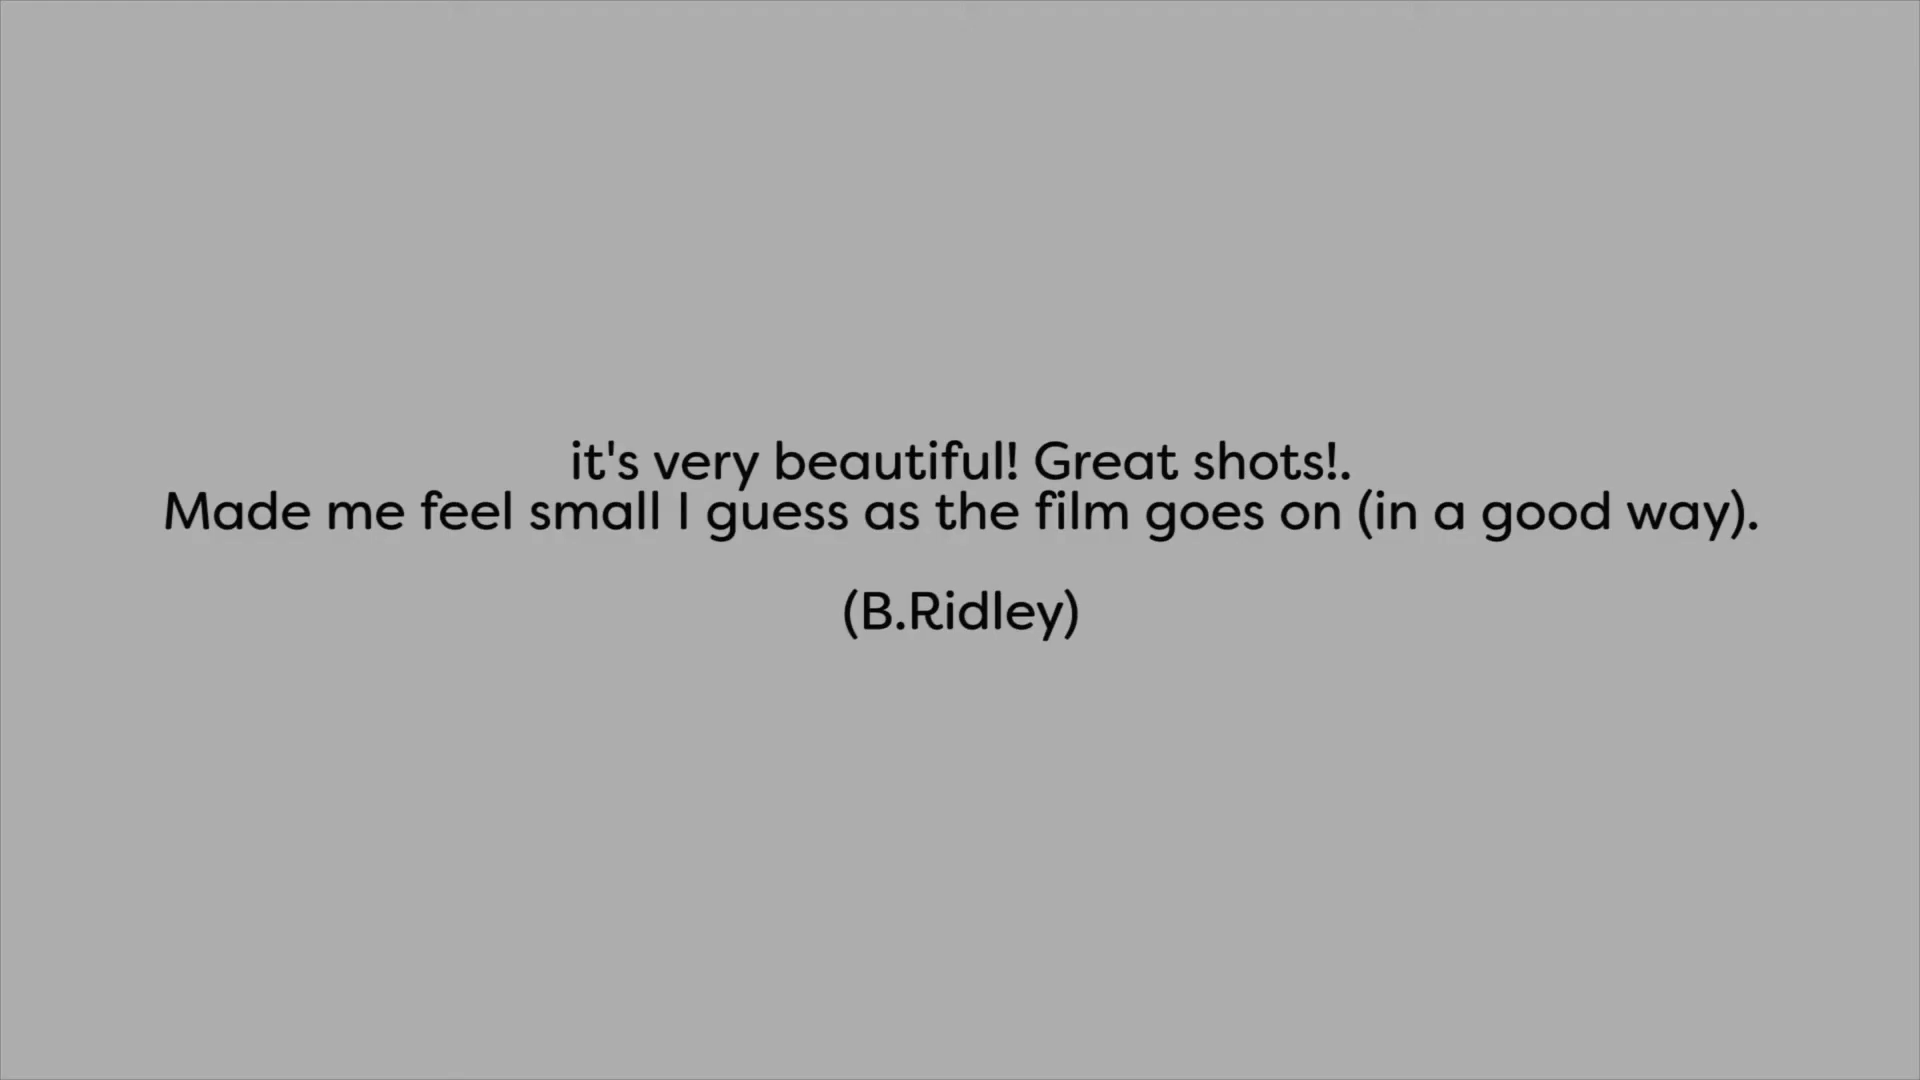 it's very beautiful! Great shots!.
Made me feel small I guess as the film goes on (in a good way).
(B.Ridley)